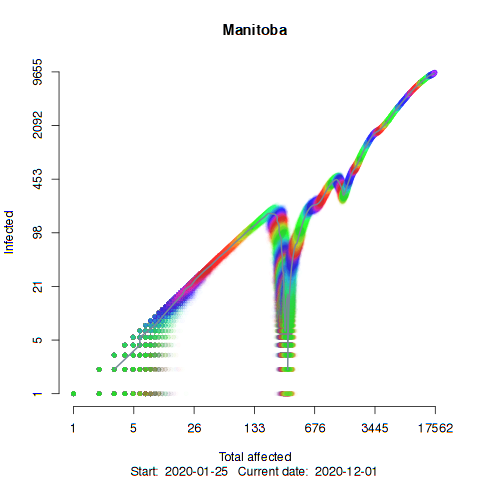 Manitoba
9655
2092
453
98
21
5
1
Infected
1 5 26 133 676 3445 17562
Total affected
Start: 2020-01-25 Current date: 2020-12-01